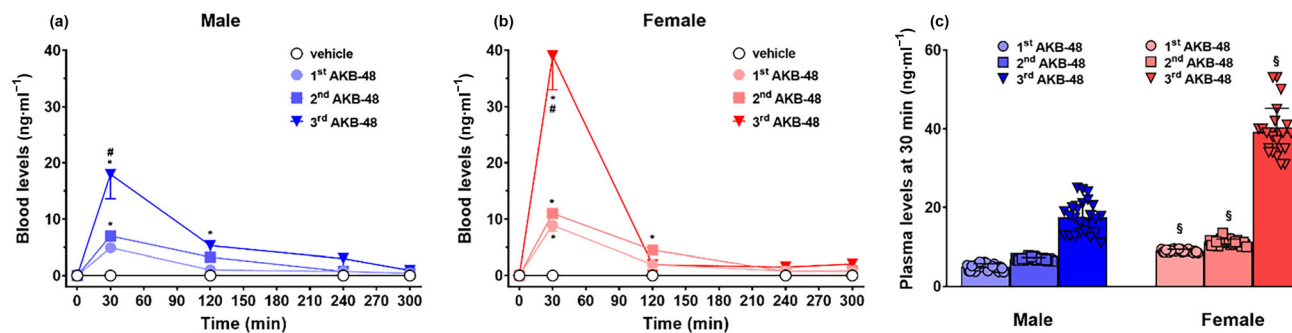 (a) Male
Blood levels (ng·ml⁻¹)
50
40
30
20
10
0
vehicle
1st AKB-48
2nd AKB-48
3rd AKB-48
#
*
*
*
0 30 60 90 120 150 180 210 240 270 300
Time (min)
(b) Female
Blood levels (ng·ml⁻¹)
50
40
30
20
10
0
vehicle
1st AKB-48
2nd AKB-48
3rd AKB-48
*
#
*
*
0 30 60 90 120 150 180 210 240 270 300
Time (min)
(c)
Plasma levels at 30 min (ng·ml⁻¹)
60
40
20
0
1st AKB-48
2nd AKB-48
3rd AKB-48
1st AKB-48
2nd AKB-48
3rd AKB-48
§
§
§
Male Female